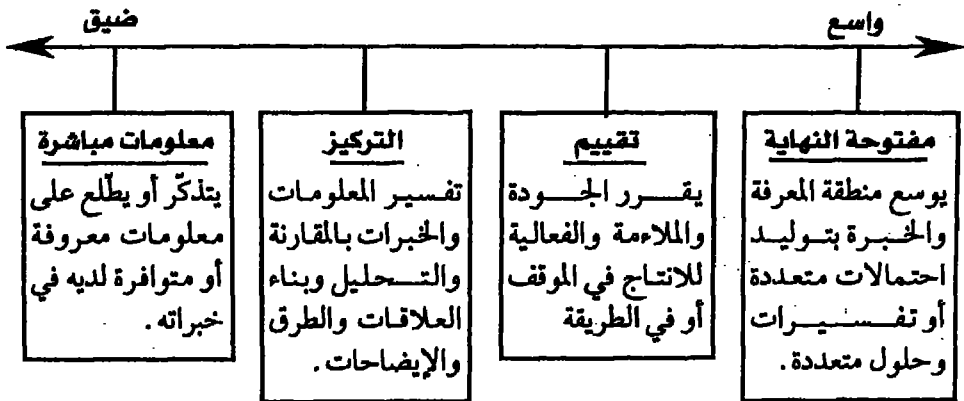 واسع
ضيق
مفتوحة النهاية
يوسع منطقة المعرفة
والخبرة بتوليد
احتمالات متعددة
أو تفسيرات
وحلول متعددة.
تقييم
يقرر الجودة
والملاءمة والفعالية
للانتاج في الموقف
أو في الطريقة
التركيز
تفسير المعلومات
والخبرات بالمقارنة
والتحليل وبناء
العلاقات والطرق
والإيضاحات.
معلومات مباشرة
يتذكّر أو يطّلع على
معلومات معروفة
أو متوافرة لديه في
خبراته.